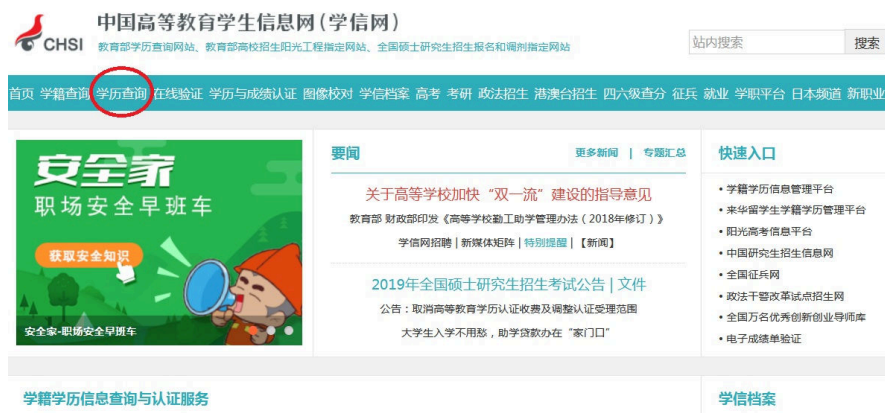 中国高等教育学生信息网(学信网)
CHSI
教育部学历查询网站、教育部高校招生阳光工程指定网站、全国硕士研究生招生报名和调剂指定网站
站内搜索 搜索
首页 学籍查询 学历查询 在线验证 学历与成绩认证 图像校对 学信档案 高考 考研 政法招生 港澳台招生 四六级查分 征兵 就业 学职平台 日本频道 新职业
安全家
职场安全早班车
获取安全知识
安全家-职场安全早班车
要闻 更多新闻 | 专题汇总
关于高等学校加快“双一流”建设的指导意见
教育部 财政部印发《高等学校勤工助学管理办法(2018年修订)》
学信网招聘 | 新媒体矩阵 | 特别提醒 | 【新闻】
2019年全国硕士研究生招生考试公告 | 文件
公告:取消高等教育学历认证收费及调整认证受理范围
大学生入学不用愁,助学贷款办在“家门口”
快速入口
• 学籍学历信息管理平台
• 来华留学生学籍学历管理平台
• 阳光高考信息平台
• 中国研究生招生信息网
• 全国征兵网
• 政法干警改革试点招生网
• 全国万名优秀创新创业导师库
• 电子成绩单验证
学籍学历信息查询与认证服务
学信档案